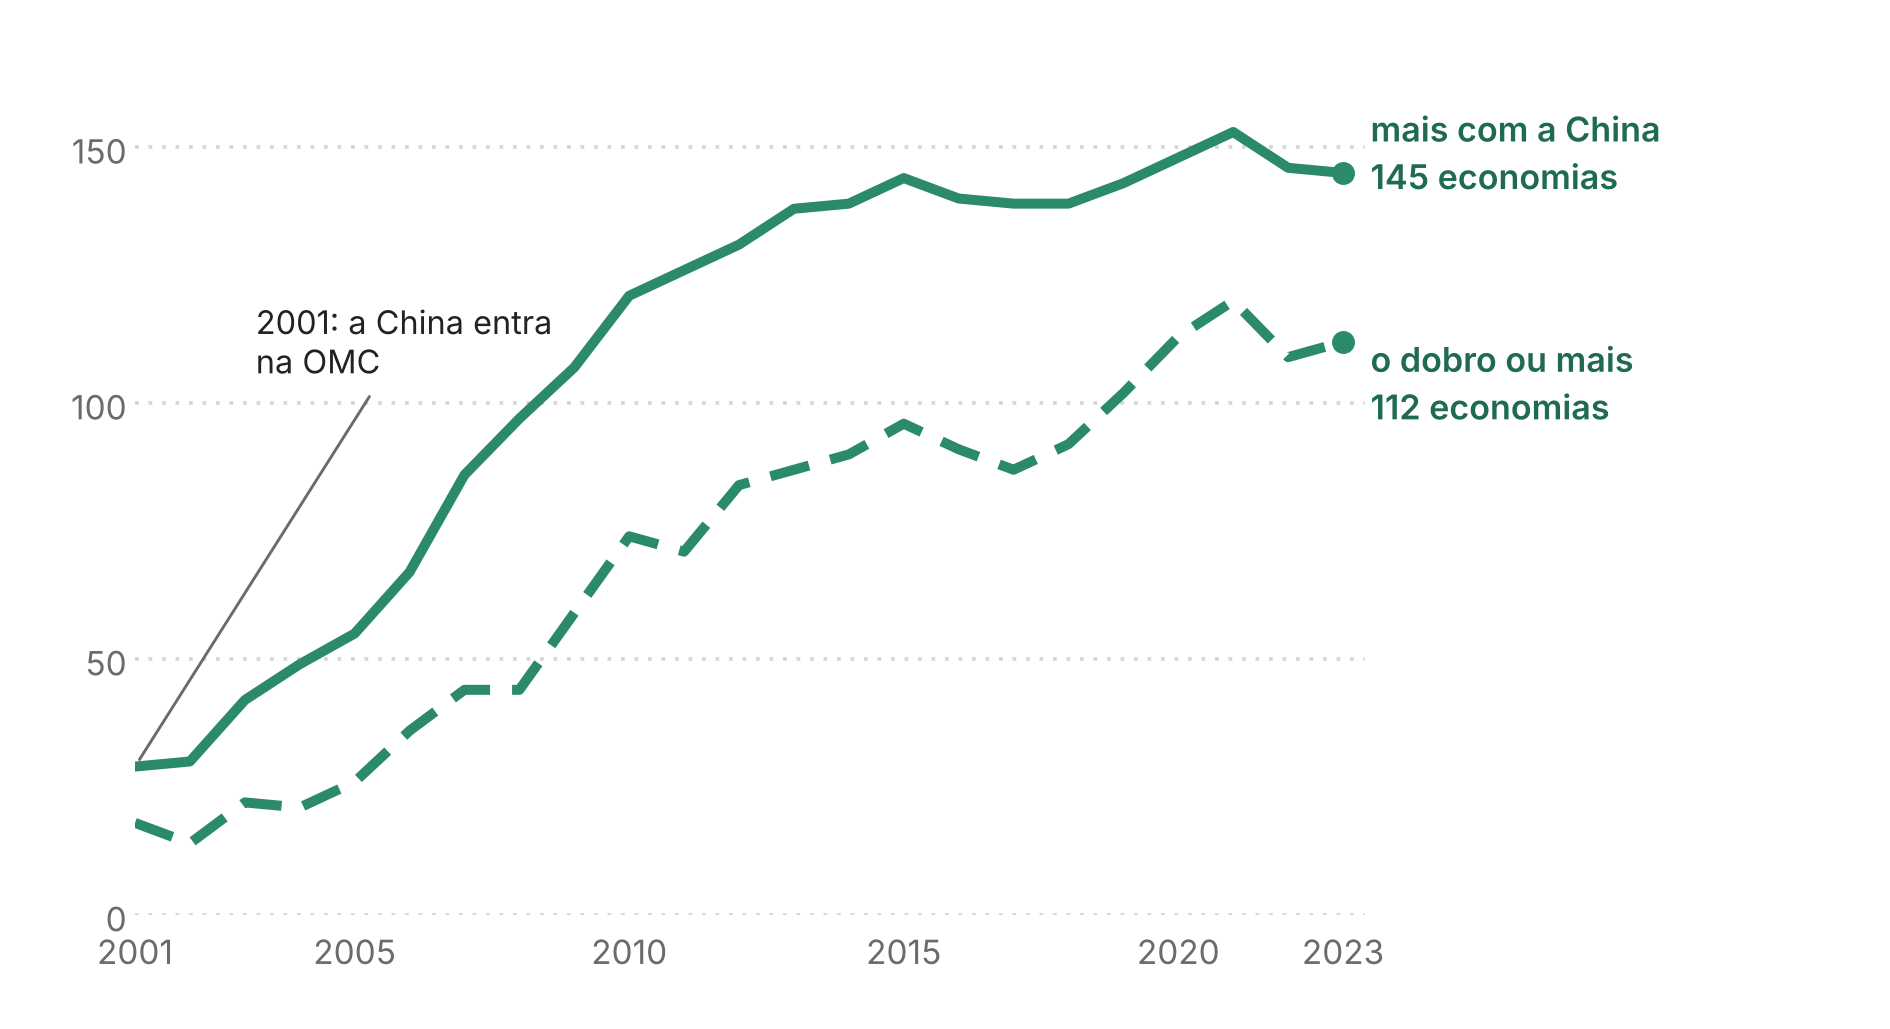 mais com a China
145 economias
150
2001: a China entra
na OMC
o dobro ou mais
112 economias
100
50
0
2001
2005
2010
2015
2020
2023